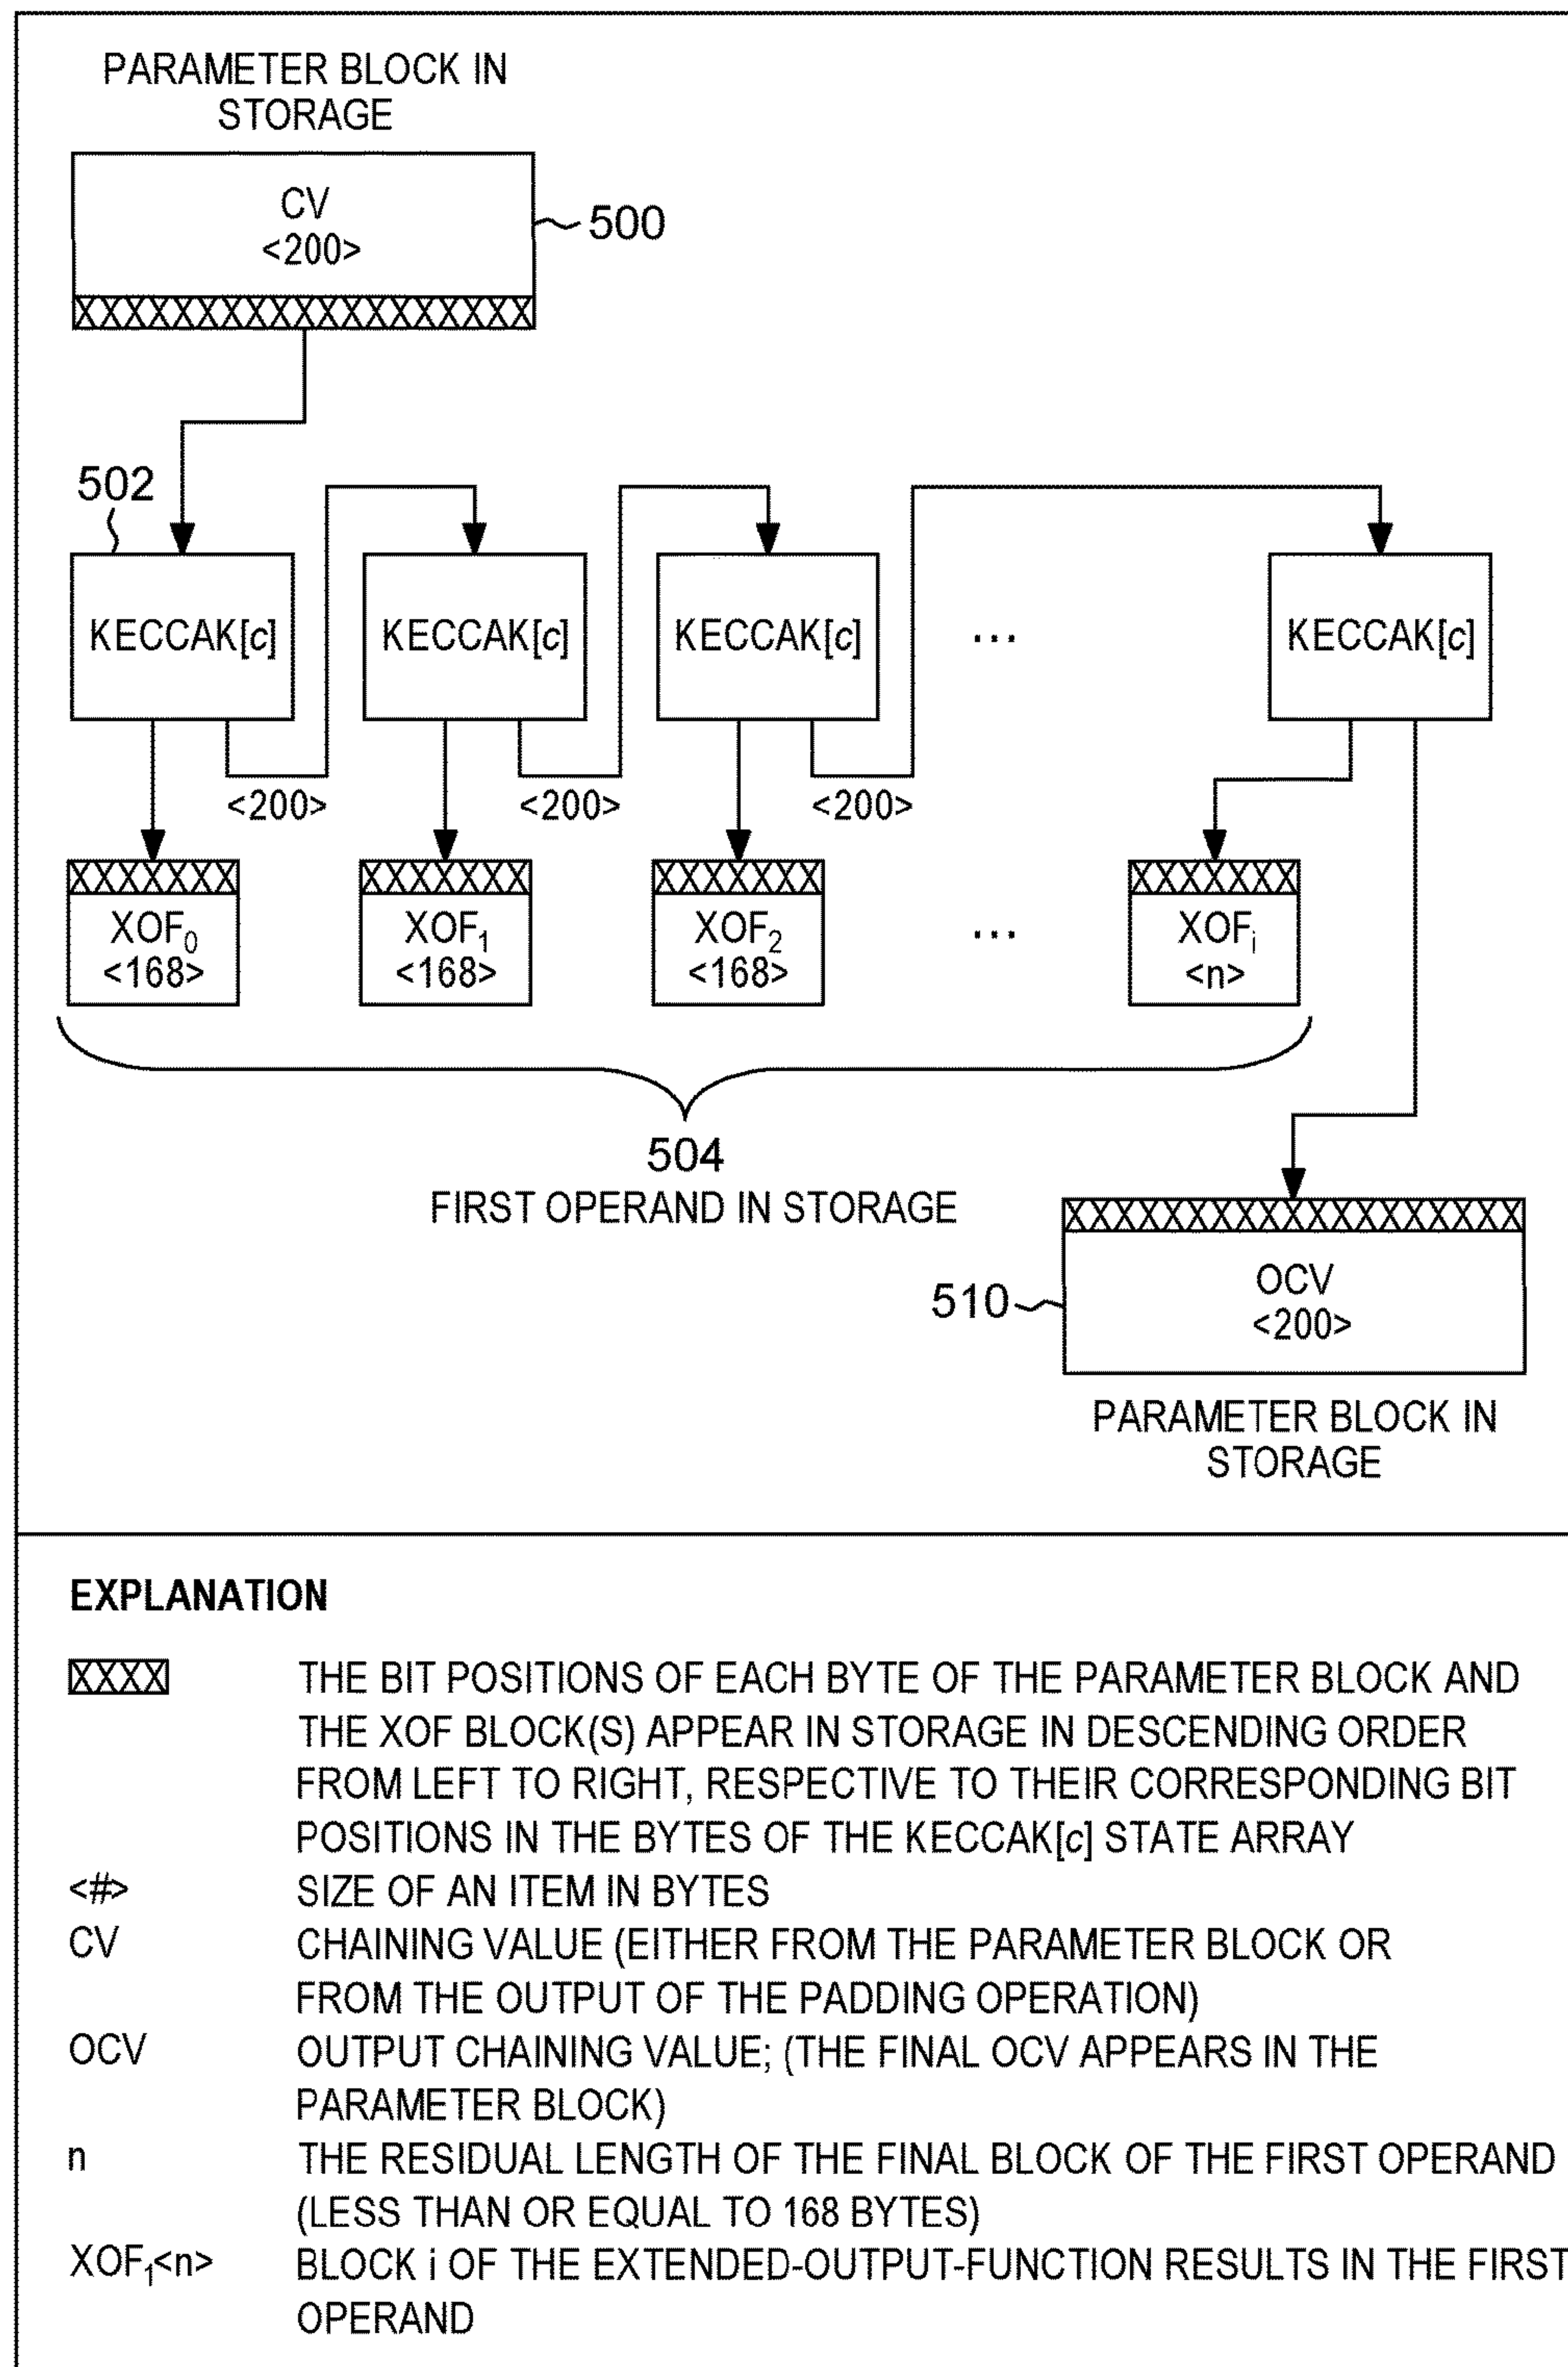 PARAMETER BLOCK IN
STORAGE
CV
<200>
500
502
KECCAK[c]
KECCAK[c]
KECCAK[c]
...
KECCAK[c]
<200>
<200>
<200>
XOF0
<168>
XOF1
<168>
XOF2
<168>
...
XOFi
<n>
504
FIRST OPERAND IN STORAGE
510
OCV
<200>
PARAMETER BLOCK IN
STORAGE
EXPLANATION
THE BIT POSITIONS OF EACH BYTE OF THE PARAMETER BLOCK AND
THE XOF BLOCK(S) APPEAR IN STORAGE IN DESCENDING ORDER
FROM LEFT TO RIGHT, RESPECTIVE TO THEIR CORRESPONDING BIT
POSITIONS IN THE BYTES OF THE KECCAK[c] STATE ARRAY
<#> SIZE OF AN ITEM IN BYTES
CV CHAINING VALUE (EITHER FROM THE PARAMETER BLOCK OR
FROM THE OUTPUT OF THE PADDING OPERATION)
OCV OUTPUT CHAINING VALUE; (THE FINAL OCV APPEARS IN THE
PARAMETER BLOCK)
n THE RESIDUAL LENGTH OF THE FINAL BLOCK OF THE FIRST OPERAND
(LESS THAN OR EQUAL TO 168 BYTES)
XOF1<n> BLOCK i OF THE EXTENDED-OUTPUT-FUNCTION RESULTS IN THE FIRST
OPERAND